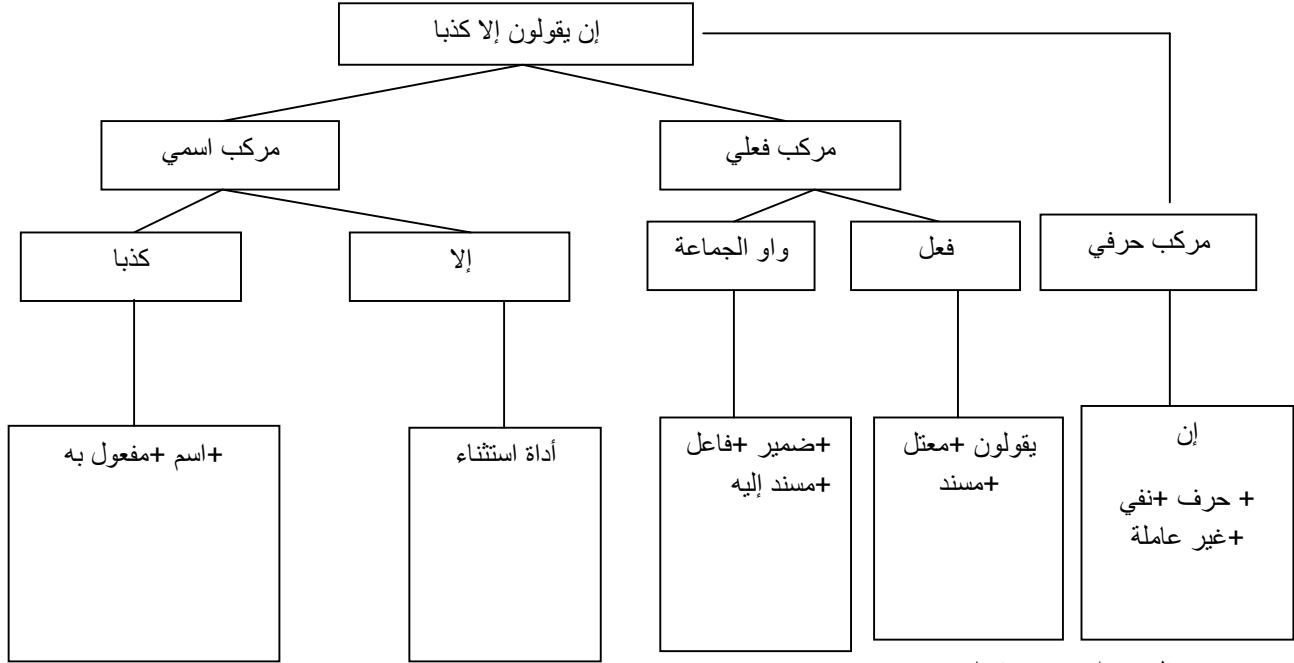 إن يقولون إلا كذبا
مركب فعلي
مركب اسمي
مركب حرفي
فعل
واو الجماعة
إلا
كذبا
إن
+ حرف +نفي
+غير عاملة
يقولون +معتل
+مسند
+ضمير +فاعل
+مسند إليه
أداة استثناء
+اسم +مفعول به